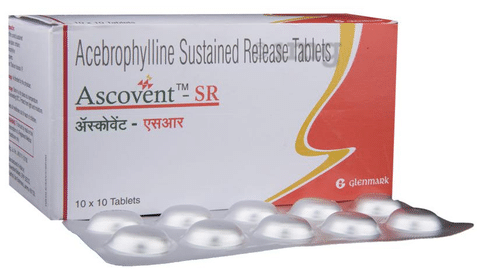 Acebrophylline Sustained Release Tablets
Ascovent™-SR
ॲस्कोवेंट - एसआर
10 x 10 Tablets
G glenmark